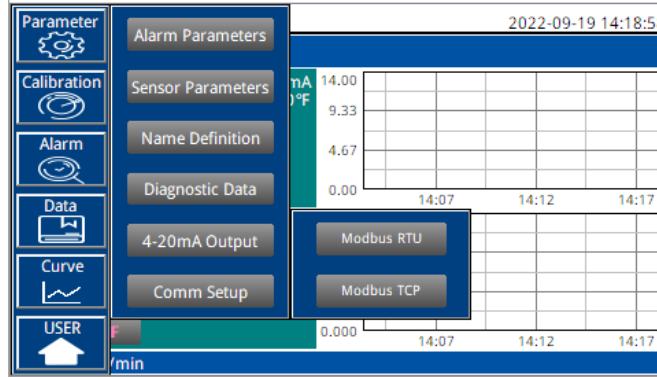 Parameter
2022-09-19 14:18:5
Alarm Parameters
Calibration
Sensor Parameters
mA
0°F
14.00
9.33
Alarm
Name Definition
4.67
Diagnostic Data
0.00
14:07
14:12
14:17
Data
4-20mA Output
Modbus RTU
Curve
Comm Setup
Modbus TCP
USER
F
0.000
14:07
14:12
14:17
/min